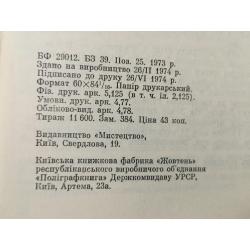 БФ 29012. БЗ 39. Поз. 25. 1973 р.
Здано на виробництво 26/II 1974 р.
Підписано до друку 26/VI 1974 р.
Формат 60×84¹/₁₆. Папір друкарський.
Фіз. друк. арк. 5,125 (в т. ч. іл. 2,125).
Умовн. друк. арк. 4,78.
Обліково-вид. арк. 4,77.
Тираж 11 600. Зам. 384. Ціна 43 коп.
Видавництво «Мистецтво»,
Київ, Свердлова, 19.
Київська книжкова фабрика «Жовтень»
республіканського виробничого об'єднання
«Поліграфкнига» Держкомвидаву УРСР,
Київ, Артема, 23а.